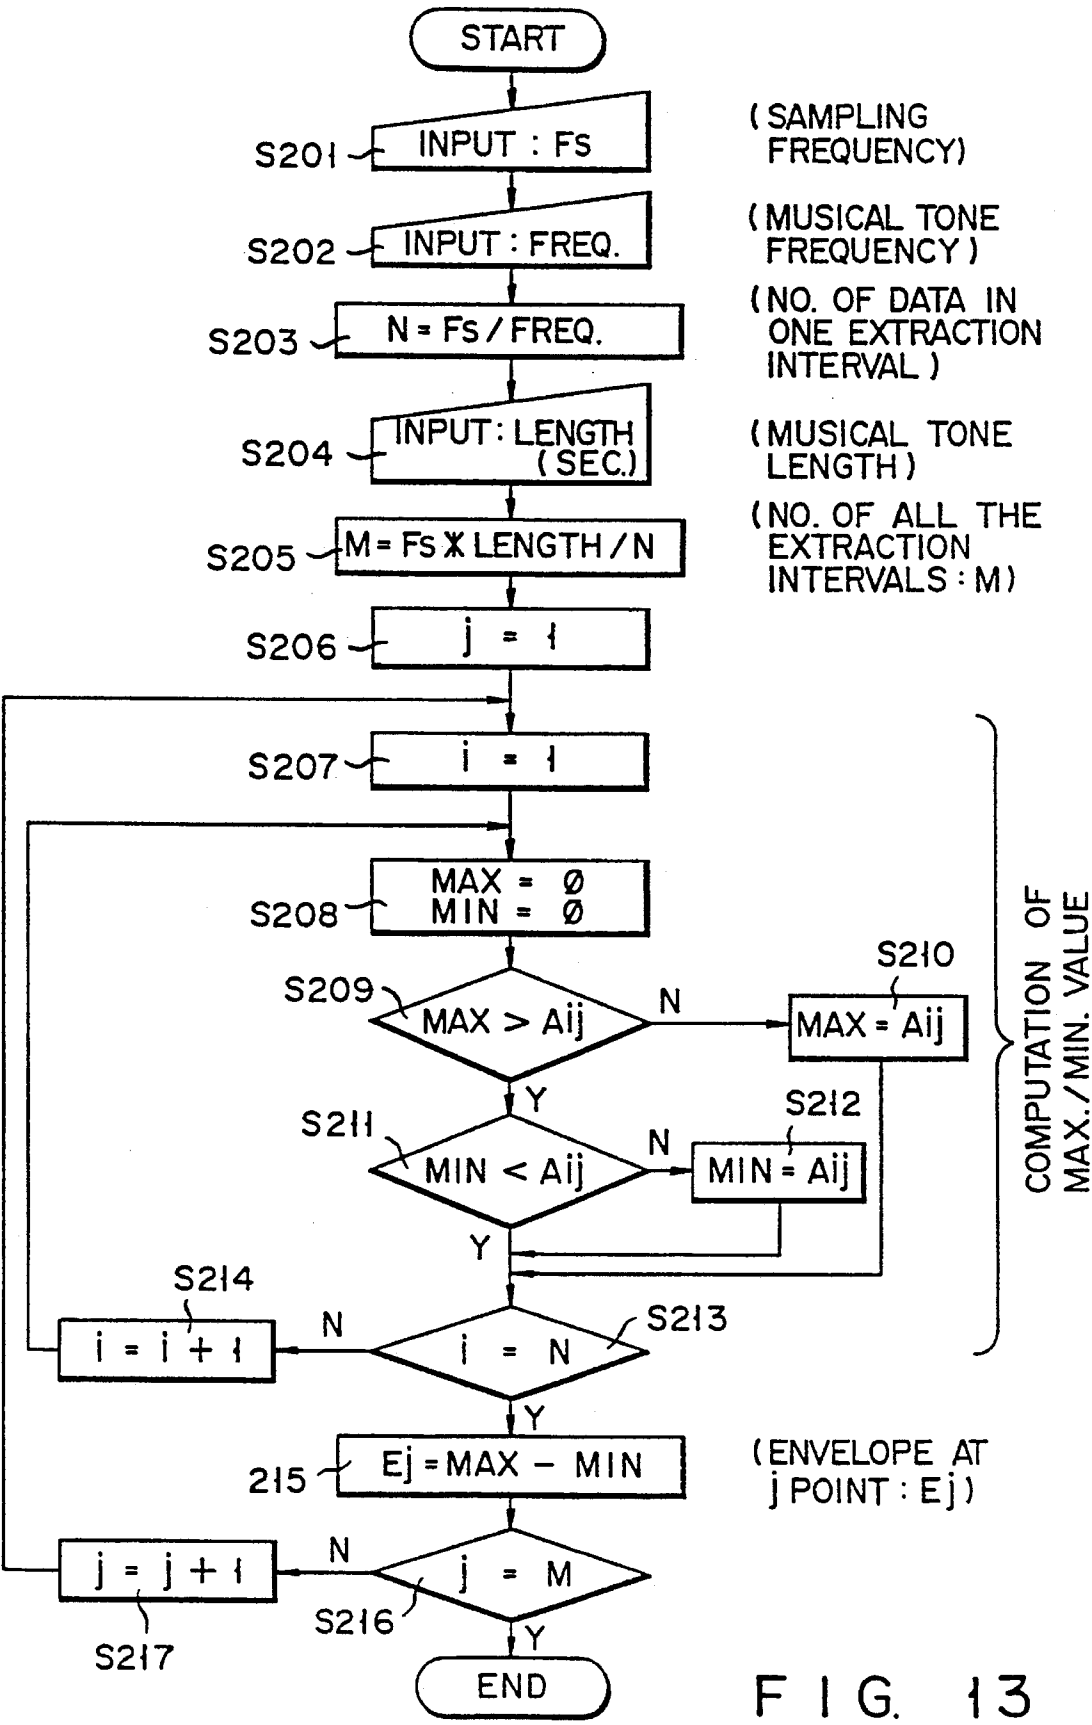 START
INPUT : Fs
S201
(SAMPLING
FREQUENCY)
INPUT : FREQ.
S202
(MUSICAL TONE
FREQUENCY)
N = Fs / FREQ.
S203
(NO. OF DATA IN
ONE EXTRACTION
INTERVAL)
INPUT : LENGTH
(SEC.)
S204
(MUSICAL TONE
LENGTH)
M = Fs * LENGTH / N
S205
(NO. OF ALL THE
EXTRACTION
INTERVALS : M)
j = 1
S206
i = 1
S207
MAX = Ø
MIN = Ø
S208
S209
MAX > Aij
N
Y
S210
MAX = Aij
S211
MIN < Aij
N
Y
S212
MIN = Aij
COMPUTATION OF
MAX. / MIN. VALUE
S213
i = N
N
Y
S214
i = i + 1
215
Ej = MAX - MIN
(ENVELOPE AT
j POINT : Ej)
S216
j = M
N
Y
j = j + 1
S217
END
FIG. 13